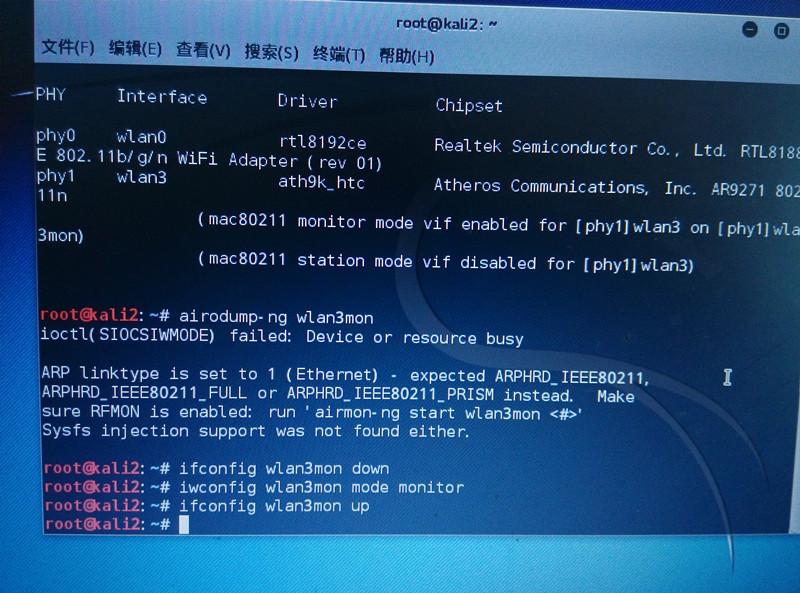 root@kali2: ~
文件(F) 编辑(E) 查看(V) 搜索(S) 终端(T) 帮助(H)
PHY Interface Driver Chipset
phy0 wlan0 rtl8192ce Realtek Semiconductor Co., Ltd. RTL8188
E 802.11b/g/n WiFi Adapter (rev 01)
phy1 wlan3 ath9k_htc Atheros Communications, Inc. AR9271 802
11n
(mac80211 monitor mode vif enabled for [phy1]wlan3 on [phy1]wla
3mon)
(mac80211 station mode vif disabled for [phy1]wlan3)
root@kali2:~# airodump-ng wlan3mon
ioctl(SIOCSIWMODE) failed: Device or resource busy
ARP linktype is set to 1 (Ethernet) - expected ARPHRD_IEEE80211,
ARPHRD_IEEE80211_FULL or ARPHRD_IEEE80211_PRISM instead. Make
sure RFMON is enabled: run 'airmon-ng start wlan3mon <#>'
Sysfs injection support was not found either.
root@kali2:~# ifconfig wlan3mon down
root@kali2:~# iwconfig wlan3mon mode monitor
root@kali2:~# ifconfig wlan3mon up
root@kali2:~#